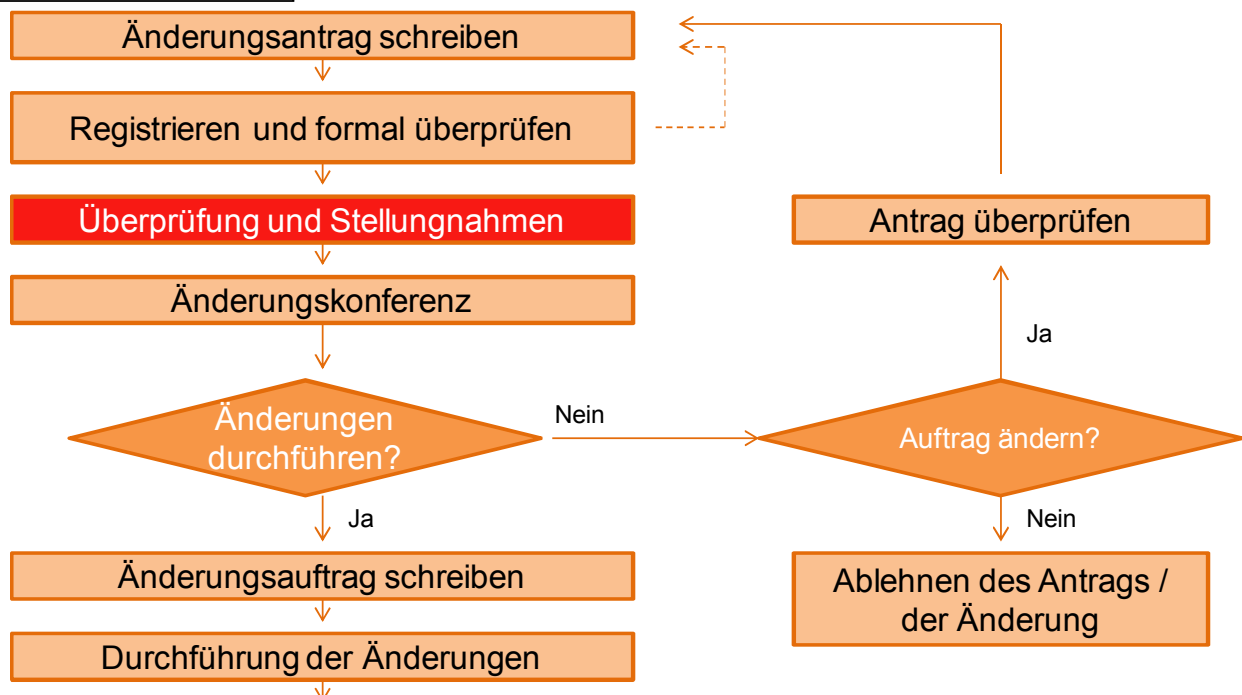 Änderungsantrag schreiben
Registrieren und formal überprüfen
Überprüfung und Stellungnahmen
Antrag überprüfen
Änderungskonferenz
Ja
Änderungen
durchführen?
Nein
Auftrag ändern?
Ja
Nein
Änderungsauftrag schreiben
Ablehnen des Antrags /
der Änderung
Durchführung der Änderungen